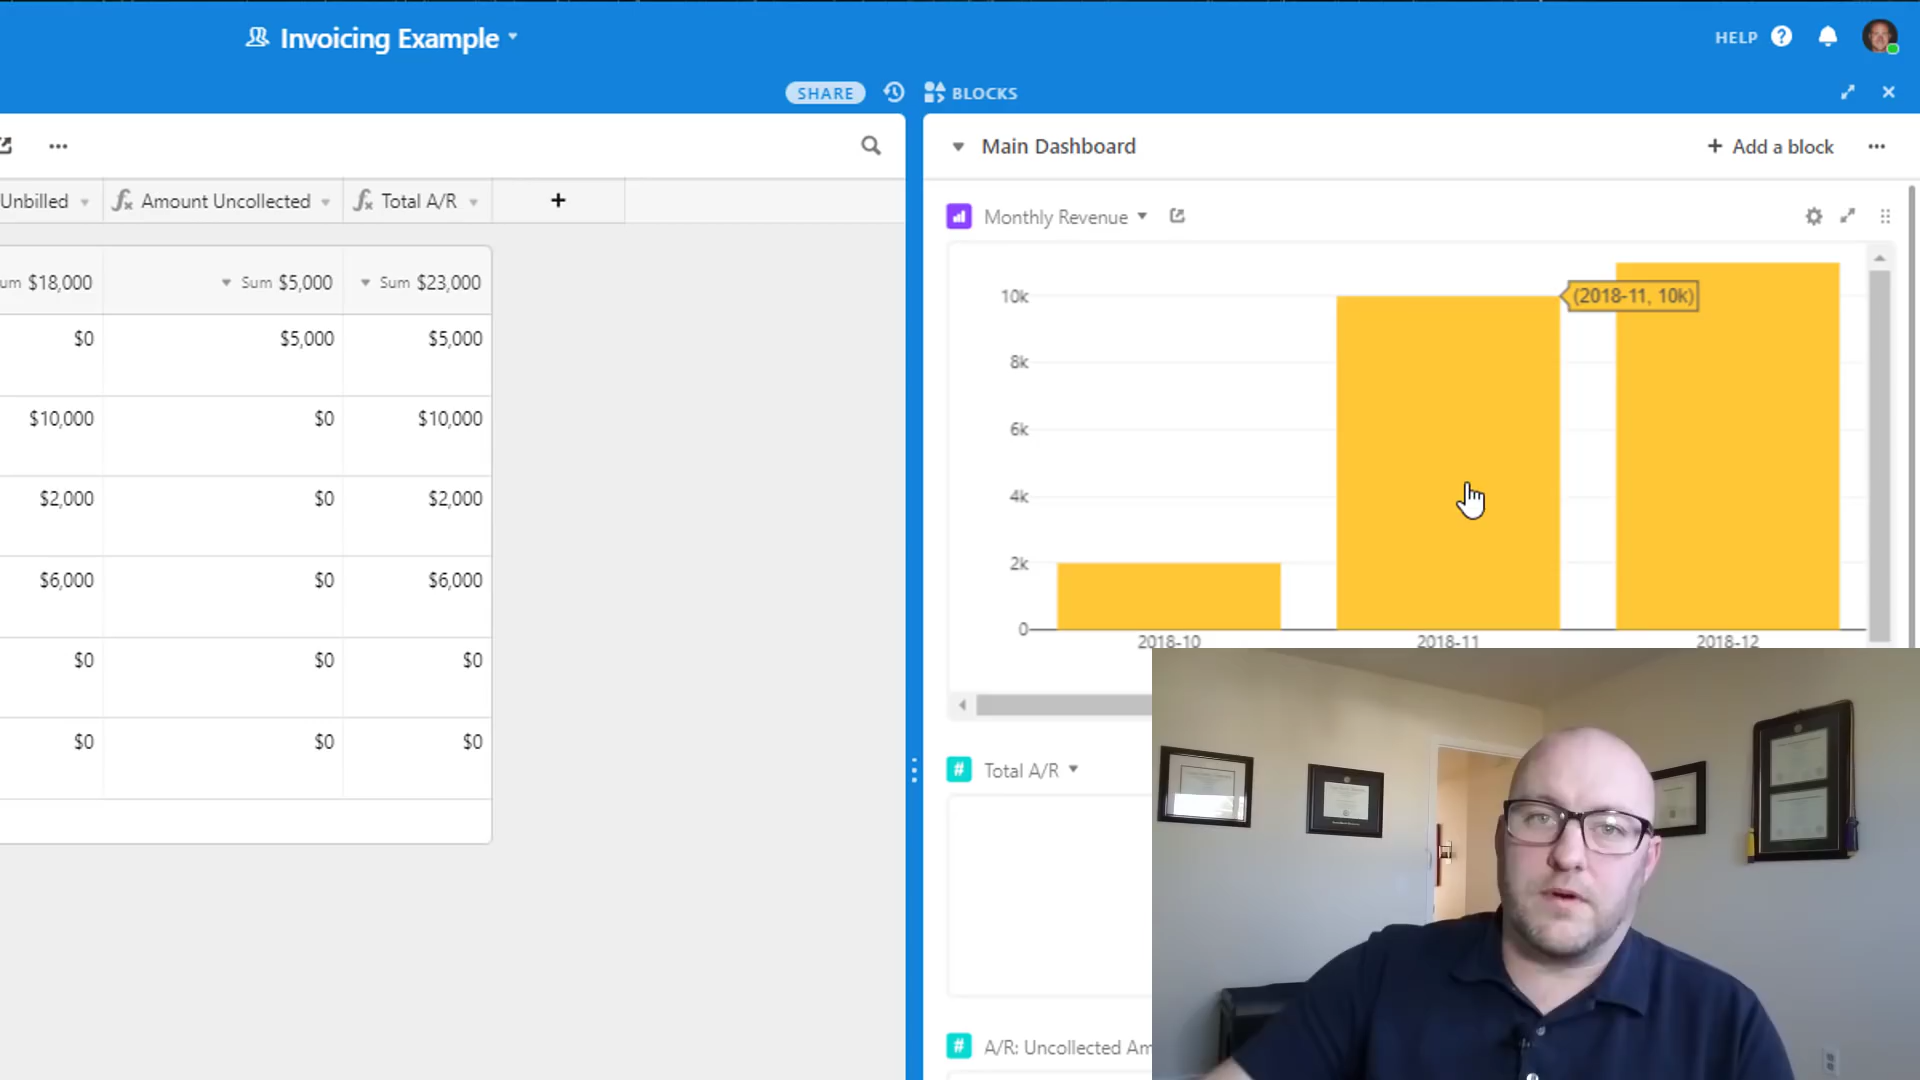 Invoicing Example
HELP
SHARE
BLOCKS
Main Dashboard
+ Add a block
Unbilled
Amount Uncollected
Total A/R
+
Monthly Revenue
um $18,000
Sum $5,000
Sum $23,000
$0 $5,000 $5,000
$10,000 $0 $10,000
$2,000 $0 $2,000
$6,000 $0 $6,000
$0 $0 $0
$0 $0 $0
10k
8k
6k
4k
2k
0
(2018-11, 10k)
2018-10 2018-11 2018-12
# Total A/R
# A/R: Uncollected Am